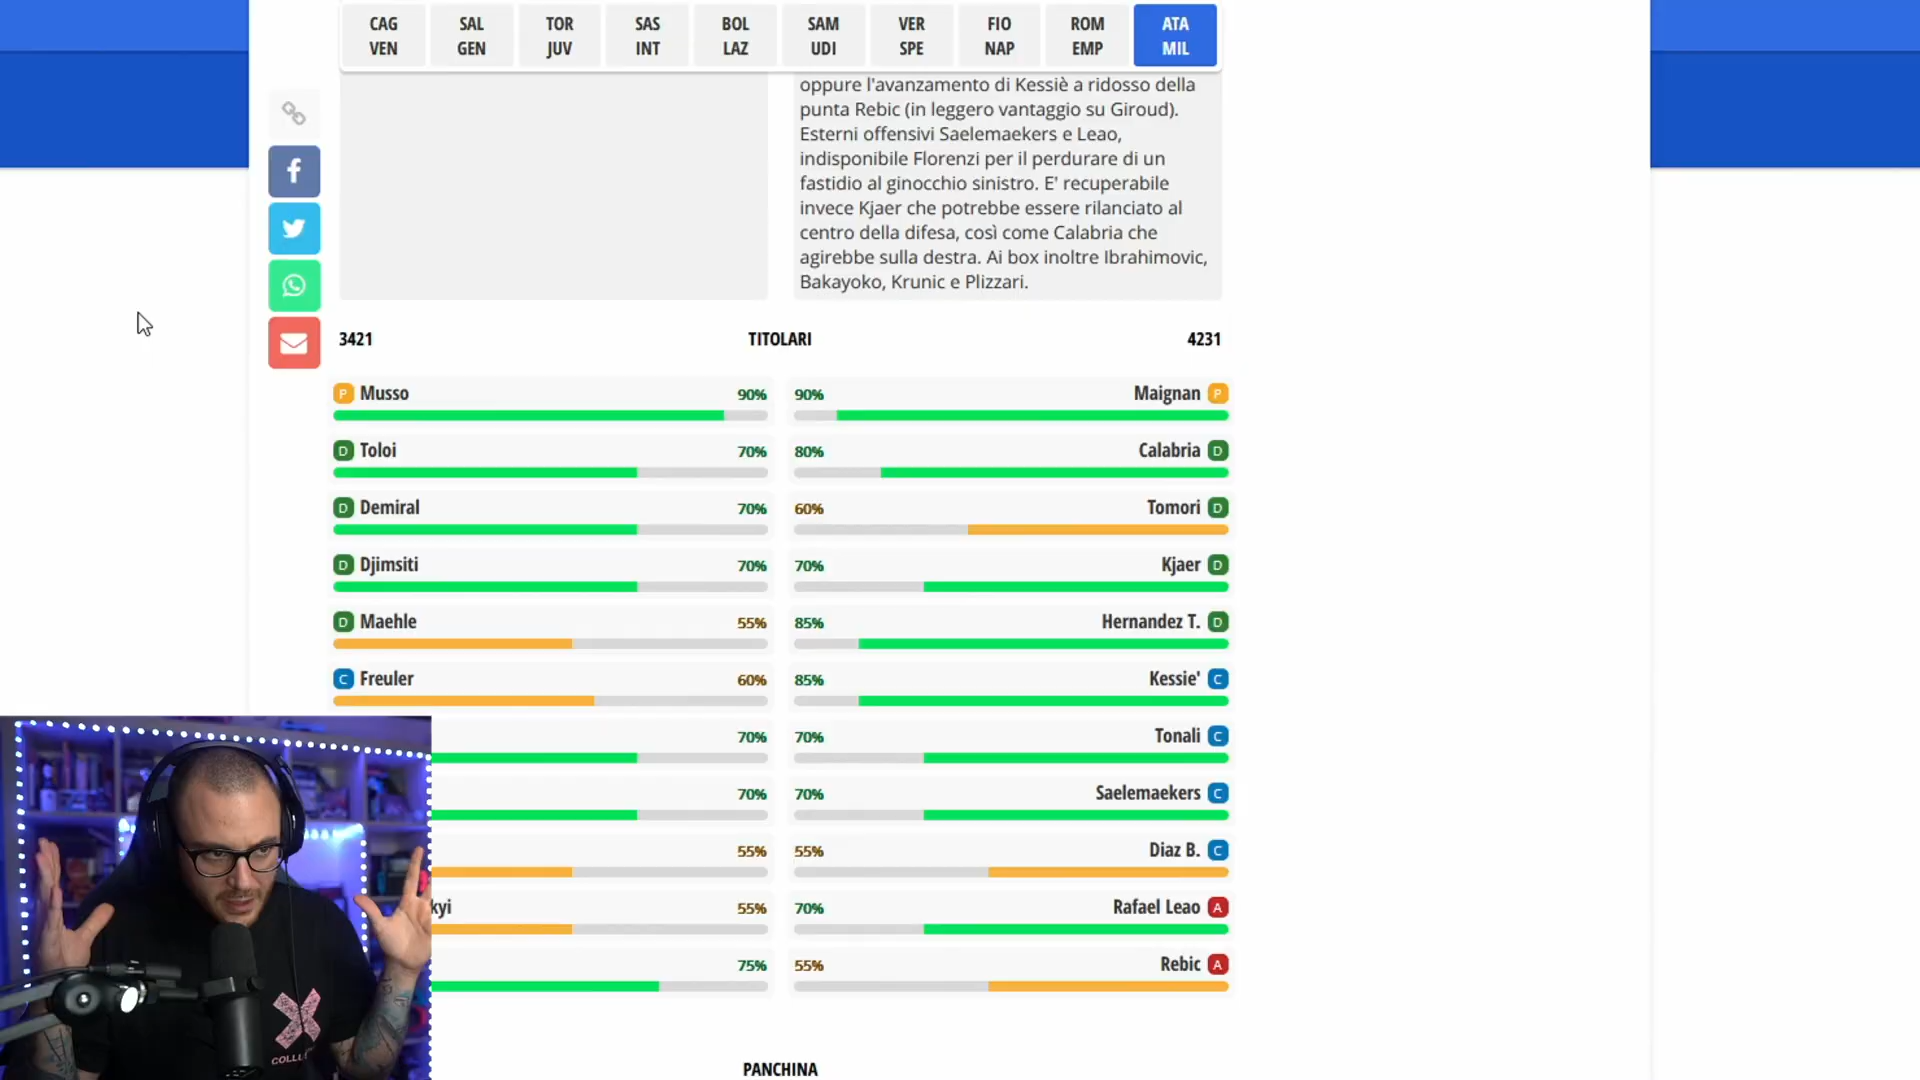 CAG SAL TOR SAS BOL SAM VER FIO ROM ATA
VEN GEN JUV INT LAZ UDI SPE NAP EMP MIL
oppure l'avanzamento di Kessiè a ridosso della
punta Rebic (in leggero vantaggio su Giroud).
Esterni offensivi Saelemaekers e Leao,
indisponibile Florenzi per il perdurare di un
fastidio al ginocchio sinistro. E' recuperabile
invece Kjaer che potrebbe essere rilanciato al
centro della difesa, così come Calabria che
agirebbe sulla destra. Ai box inoltre Ibrahimovic,
Bakayoko, Krunic e Plizzari.
3421 TITOLARI 4231
P Musso 90% 90% Maignan P
D Toloi 70% 80% Calabria D
D Demiral 70% 60% Tomori D
D Djimsiti 70% 70% Kjaer D
D Maehle 55% 85% Hernandez T. D
C Freuler 60% 85% Kessie' C
70% 70% Tonali C
70% 70% Saelemaekers C
55% 55% Diaz B. C
kyi 55% 70% Rafael Leao A
75% 55% Rebic A
PANCHINA